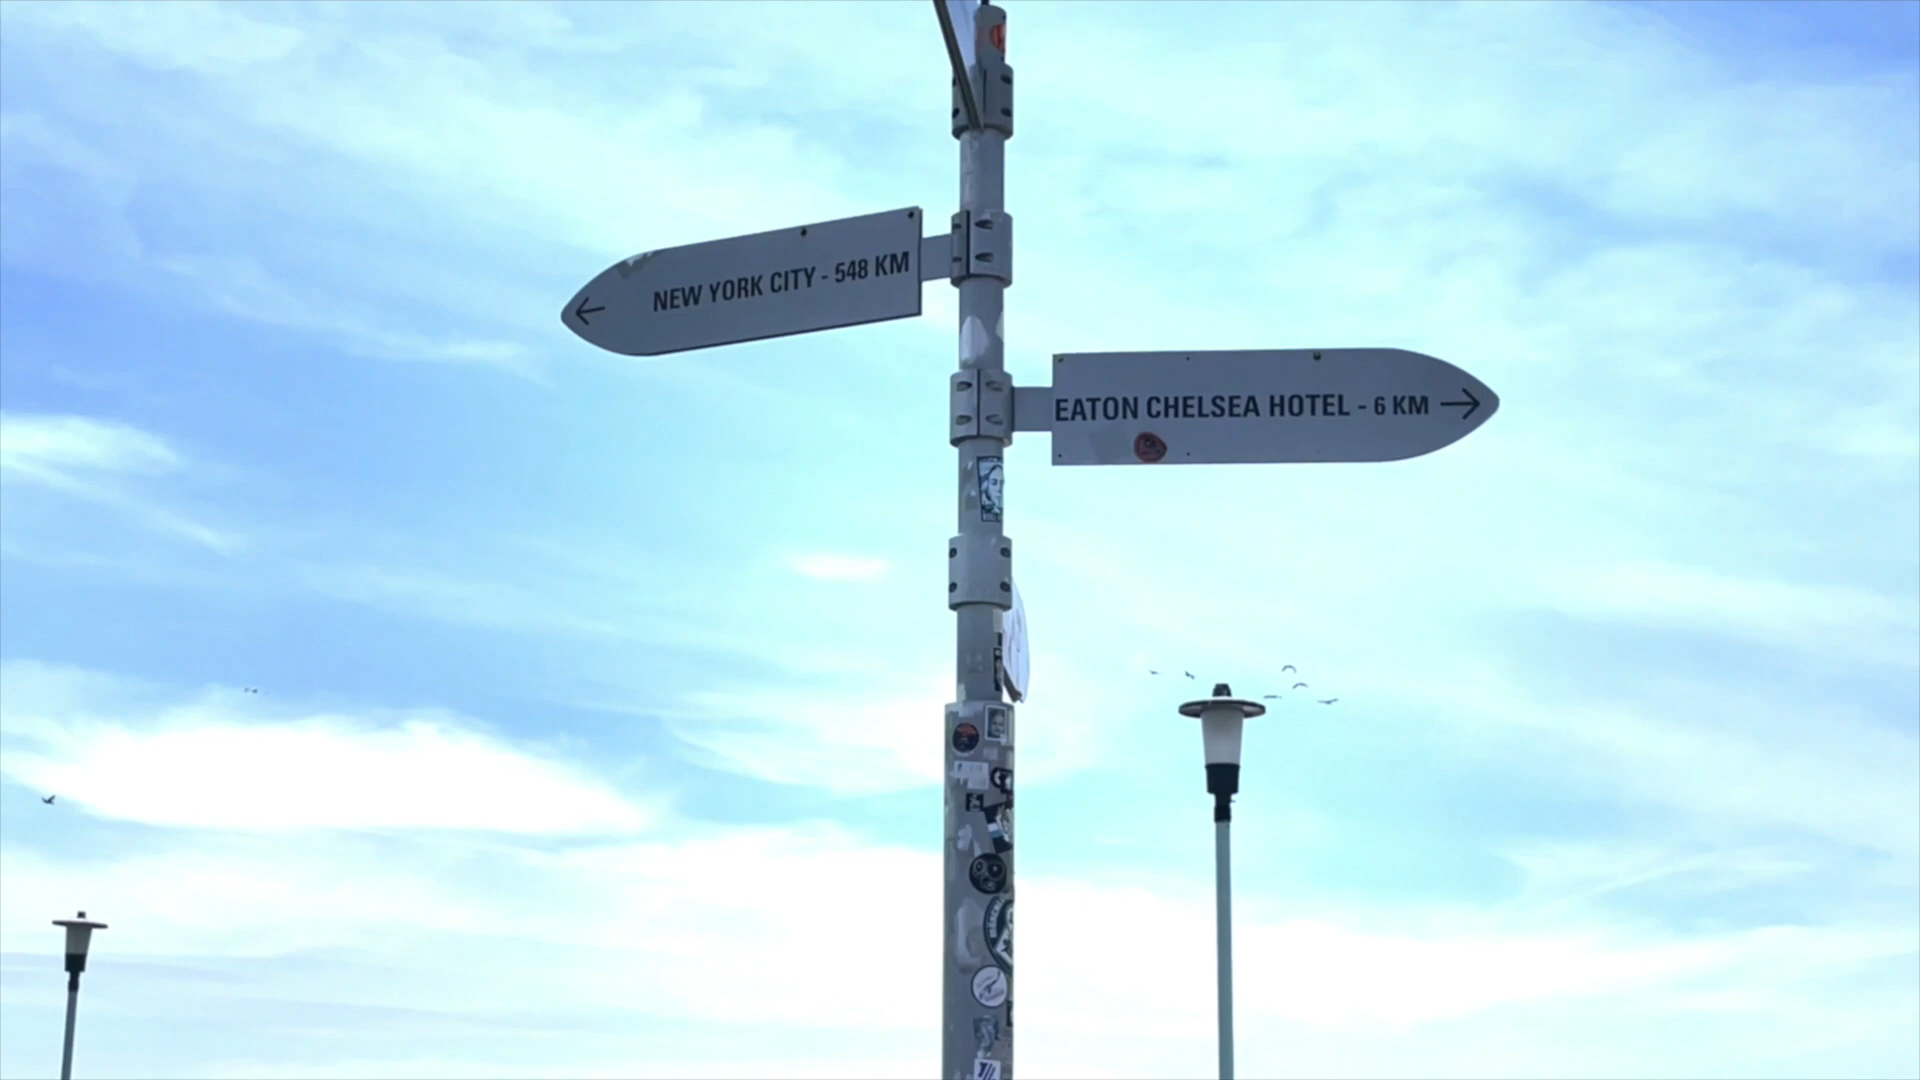 ← NEW YORK CITY - 548 KM
EATON CHELSEA HOTEL - 6 KM →